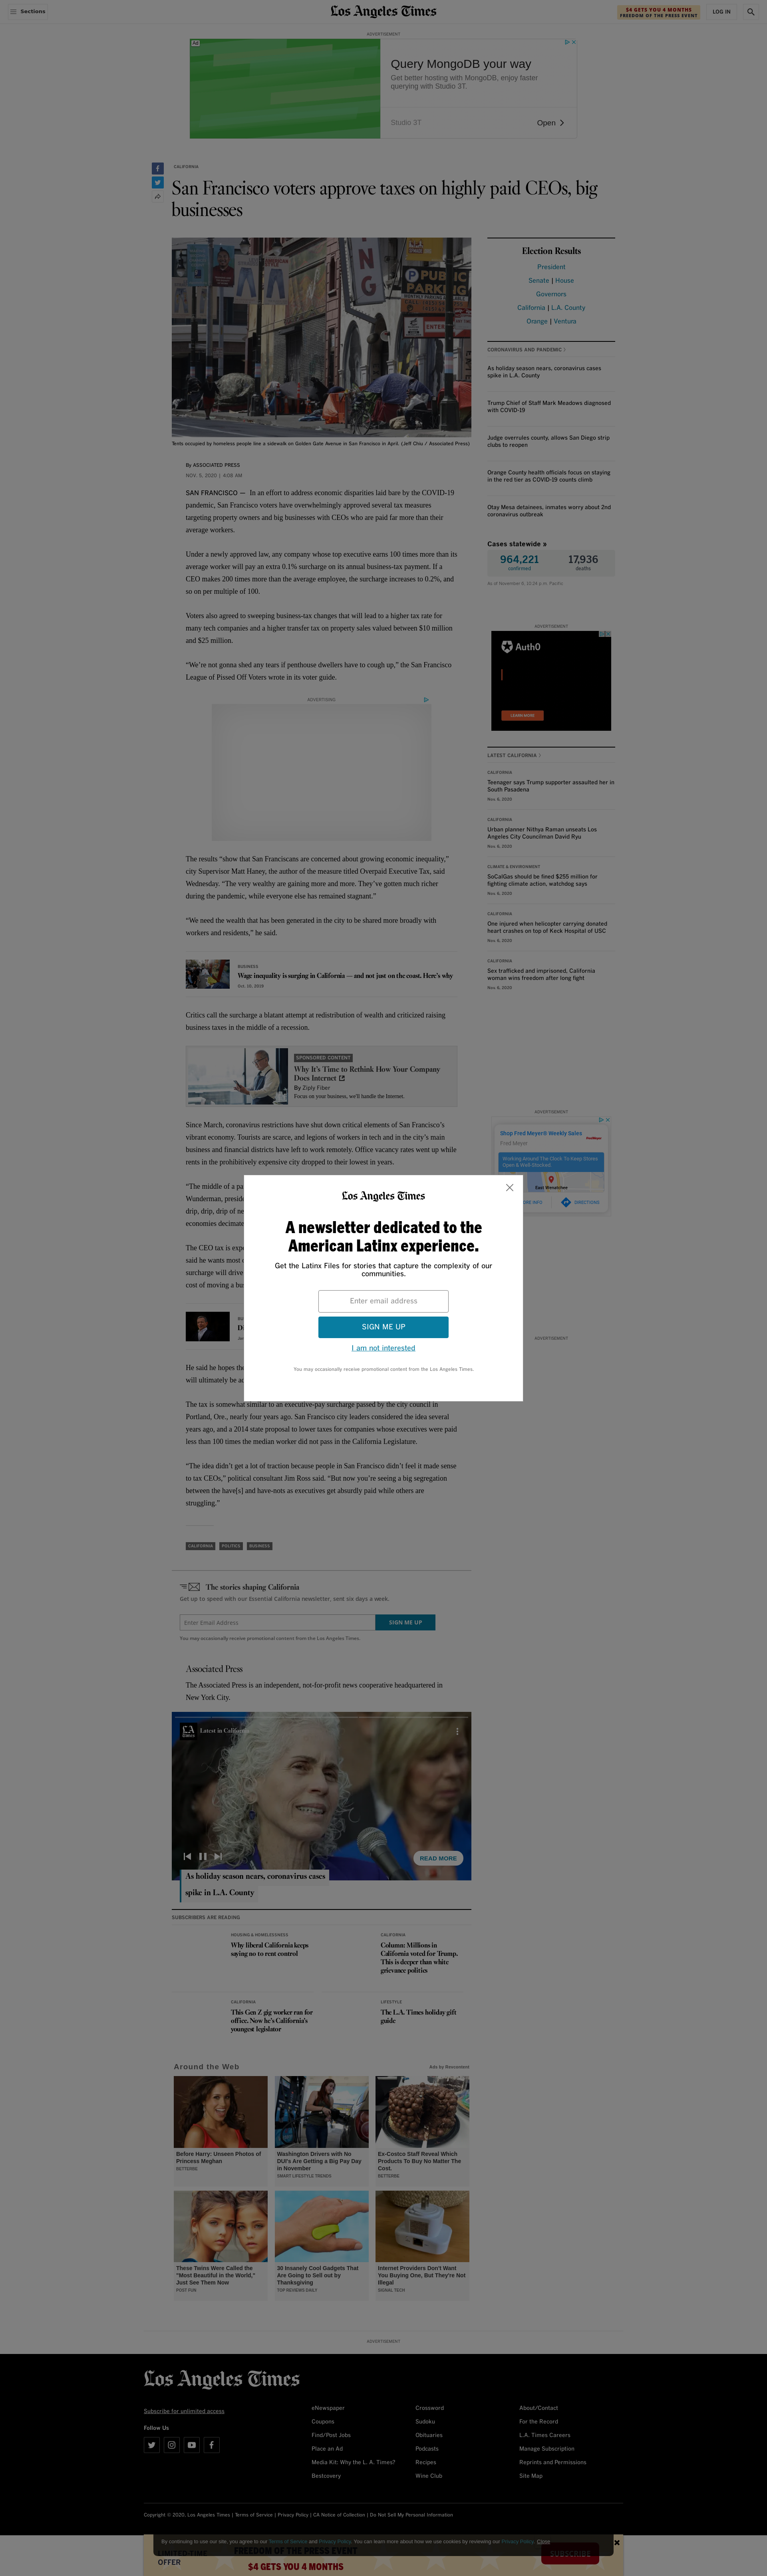 Sections
Los Angeles Times
$4 GETS YOU 4 MONTHS
FREEDOM OF THE PRESS EVENT
LOG IN
ADVERTISEMENT
Ad
Query MongoDB your way
Get better hosting with MongoDB, enjoy faster
querying with Studio 3T.
Studio 3T
Open
CALIFORNIA
San Francisco voters approve taxes on highly paid CEOs, big
businesses
PUBLIC
PARKING
ENTER
Tents occupied by homeless people line a sidewalk on Golden Gate Avenue in San Francisco in April. (Jeff Chiu / Associated Press)
By ASSOCIATED PRESS
NOV. 5, 2020 | 4:08 AM
SAN FRANCISCO — In an effort to address economic disparities laid bare by the COVID-19
pandemic, San Francisco voters have overwhelmingly approved several tax measures
targeting property owners and big businesses with CEOs who are paid far more than their
average workers.
Under a newly approved law, any company whose top executive earns 100 times more than its
average worker will pay an extra 0.1% surcharge on its annual business-tax payment. If a
CEO makes 200 times more than the average employee, the surcharge increases to 0.2%, and
so on per multiple of 100.
Voters also agreed to sweeping business-tax changes that will lead to a higher tax rate for
many tech companies and a higher transfer tax on property sales valued between $10 million
and $25 million.
“We’re not gonna shed any tears if penthouse dwellers have to cough up,” the San Francisco
League of Pissed Off Voters wrote in its voter guide.
ADVERTISING
The results “show that San Franciscans are concerned about growing economic inequality,”
city Supervisor Matt Haney, the author of the measure titled Overpaid Executive Tax, said
Wednesday. “The very wealthy are gaining more and more. They’ve gotten much richer
during the pandemic, while everyone else has remained stagnant.”
“We need the wealth that has been generated in the city to be shared more broadly with
workers and residents,” he said.
BUSINESS
Wage inequality is surging in California — and not just on the coast. Here’s why
Oct. 10, 2019
Critics call the surcharge a blatant attempt at redistribution of wealth and criticized raising
business taxes in the middle of a recession.
SPONSORED CONTENT
Why It’s Time to Rethink How Your Company
Does Internet
By Ziply Fiber
Focus on your business, we'll handle the Internet.
Since March, coronavirus restrictions have shut down critical elements of San Francisco’s
vibrant economy. Tourists are scarce, and legions of workers who lived in and in the city’s main
business and financial districts have left to work remotely. Office vacancy rates went up while
rents in the prohibitively expensive city dropped to their lowest in years.
“The middle of a pa
Wunderman, preside
drip, drip, drip of ne
economies decimate
The CEO tax is expe
said he wants most
surcharge will drive
cost of moving a bu
He said he hopes the
will ultimately be ad
The tax is somewhat similar to an executive-pay surcharge passed by the city council in
Portland, Ore., nearly four years ago. San Francisco city leaders considered the idea several
years ago, and a 2014 state proposal to lower taxes for companies whose executives were paid
less than 100 times the median worker did not pass in the California Legislature.
“The idea didn’t get a lot of traction because people in San Francisco didn’t feel it made sense
to tax CEOs,” political consultant Jim Ross said. “But now you’re seeing a big segregation
between the have[s] and have-nots as executives get absurdly paid while others are
struggling.”
CALIFORNIA
POLITICS
BUSINESS
The stories shaping California
Get up to speed with our Essential California newsletter, sent six days a week.
Enter Email Address
SIGN ME UP
You may occasionally receive promotional content from the Los Angeles Times.
Associated Press
The Associated Press is an independent, not-for-profit news cooperative headquartered in
New York City.
LA Times
Latest in California
READ MORE
As holiday season nears, coronavirus cases
spike in L.A. County
SUBSCRIBERS ARE READING
HOUSING & HOMELESSNESS
Why liberal California keeps
saying no to rent control
CALIFORNIA
Column: Millions in
California voted for Trump.
This is deeper than white
grievance politics
CALIFORNIA
This Gen Z gig worker ran for
office. Now he’s California’s
youngest legislator
LIFESTYLE
The L.A. Times holiday gift
guide
Around the Web
Ads by Revcontent
Before Harry: Unseen Photos of
Princess Meghan
BETTERBE
Washington Drivers with No
DUI's Are Getting a Big Pay Day
in November
SMART LIFESTYLE TRENDS
Ex-Costco Staff Reveal Which
Products To Buy No Matter The
Cost.
BETTERBE
These Twins Were Called the
"Most Beautiful in the World,"
Just See Them Now
POST FUN
30 Insanely Cool Gadgets That
Are Going to Sell out by
Thanksgiving
TOP REVIEWS DAILY
Internet Providers Don't Want
You Buying One, But They're Not
Illegal
SIGNAL TECH
Election Results
President
Senate | House
Governors
California | L.A. County
Orange | Ventura
CORONAVIRUS AND PANDEMIC
As holiday season nears, coronavirus cases
spike in L.A. County
Trump Chief of Staff Mark Meadows diagnosed
with COVID-19
Judge overrules county, allows San Diego strip
clubs to reopen
Orange County health officials focus on staying
in the red tier as COVID-19 counts climb
Otay Mesa detainees, inmates worry about 2nd
coronavirus outbreak
Cases statewide »
964,221
confirmed
17,936
deaths
ADVERTISEMENT
Auth0
LEARN MORE
LATEST CALIFORNIA
CALIFORNIA
Teenager says Trump supporter assaulted her in
South Pasadena
Nov. 6, 2020
CALIFORNIA
Urban planner Nithya Raman unseats Los
Angeles City Councilman David Ryu
Nov. 6, 2020
CLIMATE & ENVIRONMENT
SoCalGas should be fined $255 million for
fighting climate action, watchdog says
Nov. 6, 2020
CALIFORNIA
One injured when helicopter carrying donated
heart crashes on top of Keck Hospital of USC
Nov. 6, 2020
CALIFORNIA
Sex trafficked and imprisoned, California
woman wins freedom after long fight
Nov. 6, 2020
ADVERTISEMENT
Shop Fred Meyer® Weekly Sales
Fred Meyer
Working Around The Clock To Keep Stores
Open & Well-Stocked.
DIRECTIONS
ADVERTISEMENT
Los Angeles Times
A newsletter dedicated to the
American Latinx experience.
Get the Latinx Files for stories that capture the complexity of our
communities.
Enter email address
SIGN ME UP
I am not interested
You may occasionally receive promotional content from the Los Angeles Times.
ADVERTISEMENT
Los Angeles Times
Subscribe for unlimited access
Follow Us
eNewspaper
Coupons
Find/Post Jobs
Place an Ad
Media Kit: Why the L. A. Times?
Bestcovery
Crossword
Sudoku
Obituaries
Podcasts
Recipes
Wine Club
About/Contact
For the Record
L.A. Times Careers
Manage Subscription
Reprints and Permissions
Site Map
Copyright © 2020, Los Angeles Times | Terms of Service | Privacy Policy | CA Notice of Collection | Do Not Sell My Personal Information
By continuing to use our site, you agree to our Terms of Service and Privacy Policy. You can learn more about how we use cookies by reviewing our Privacy Policy. Close
OFFER
FREEDOM OF THE PRESS EVENT
$4 GETS YOU 4 MONTHS
SUBSCRIBE